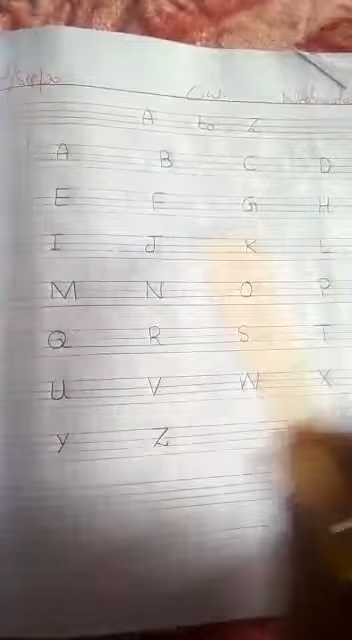 C.W.
A to Z
A B C D
E F G H
I J K L
M N O P
Q R S T
U V W X
Y Z